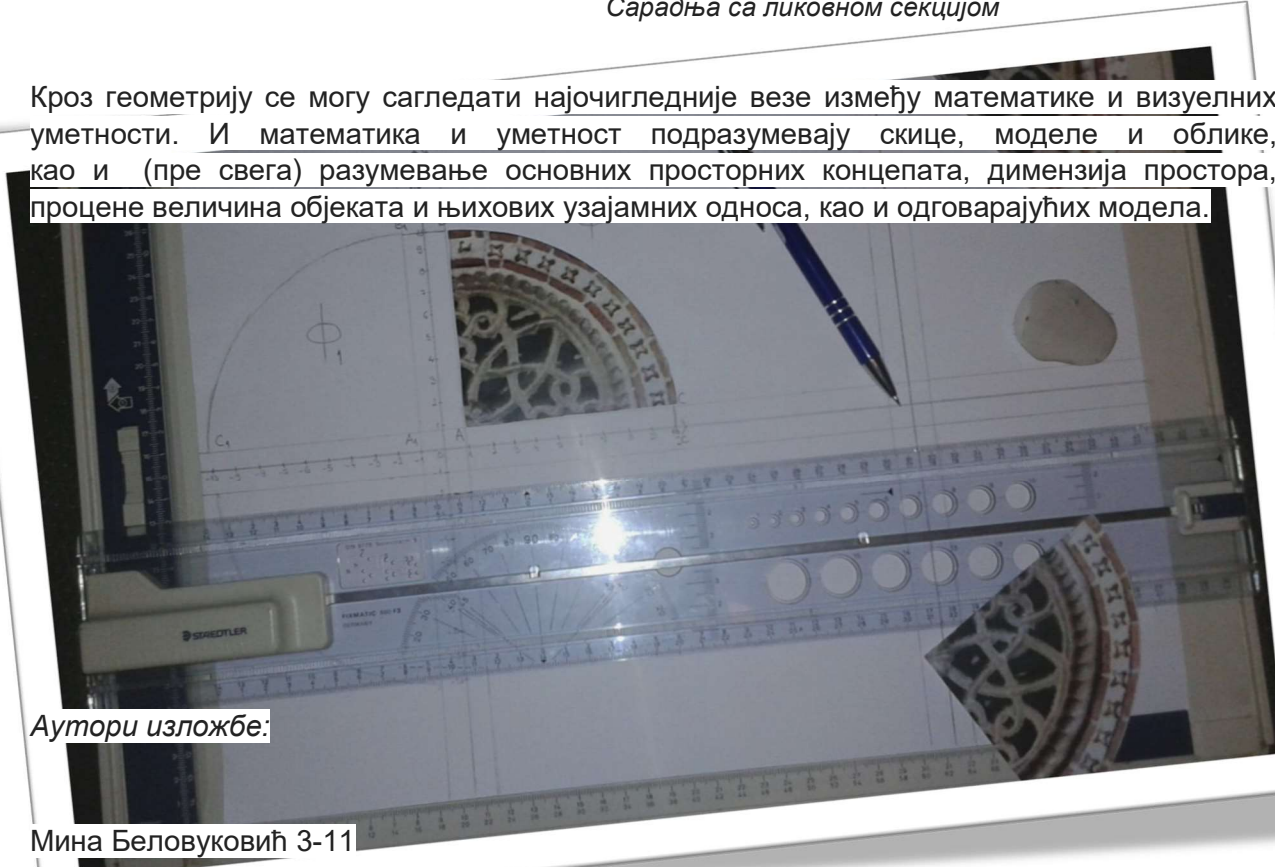 Сарадња са ликовном секцијом
Кроз геометрију се могу сагледати најочигледније везе између математике и визуелних
уметности. И математика и уметност подразумевају скице, моделе и облике,
као и (пре свега) разумевање основних просторних концепата, димензија простора,
процене величина објеката и њихових узајамних односа, као и одговарајућих модела.
C₁ A₁ A
STAEDTLER
Аутори изложбе:
Мина Беловуковић 3-11